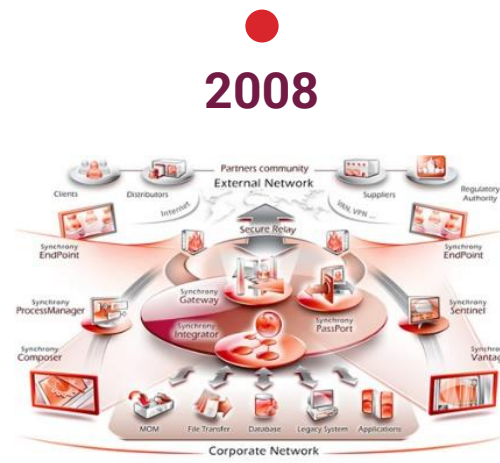 2008
Partners community
External Network
Clients
Distributors
Suppliers
Regulatory
Authority
Internet
VAN, VPN ...
Secure Relay
Synchrony
EndPoint
Synchrony
EndPoint
Synchrony
Gateway
Synchrony
PassPort
Synchrony
ProcessManager
Synchrony
Sentinel
Synchrony
Integrator
Synchrony
Composer
Synchro
Vantag
MOM
File Transfer
Database
Legacy System
Applications
Corporate Network